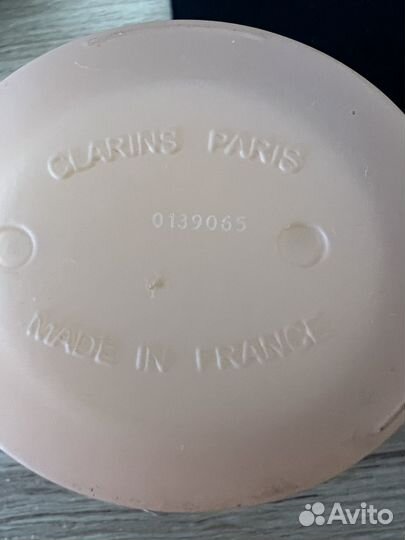 CLARINS PARIS
0139065
MADE IN FRANCE
Avito